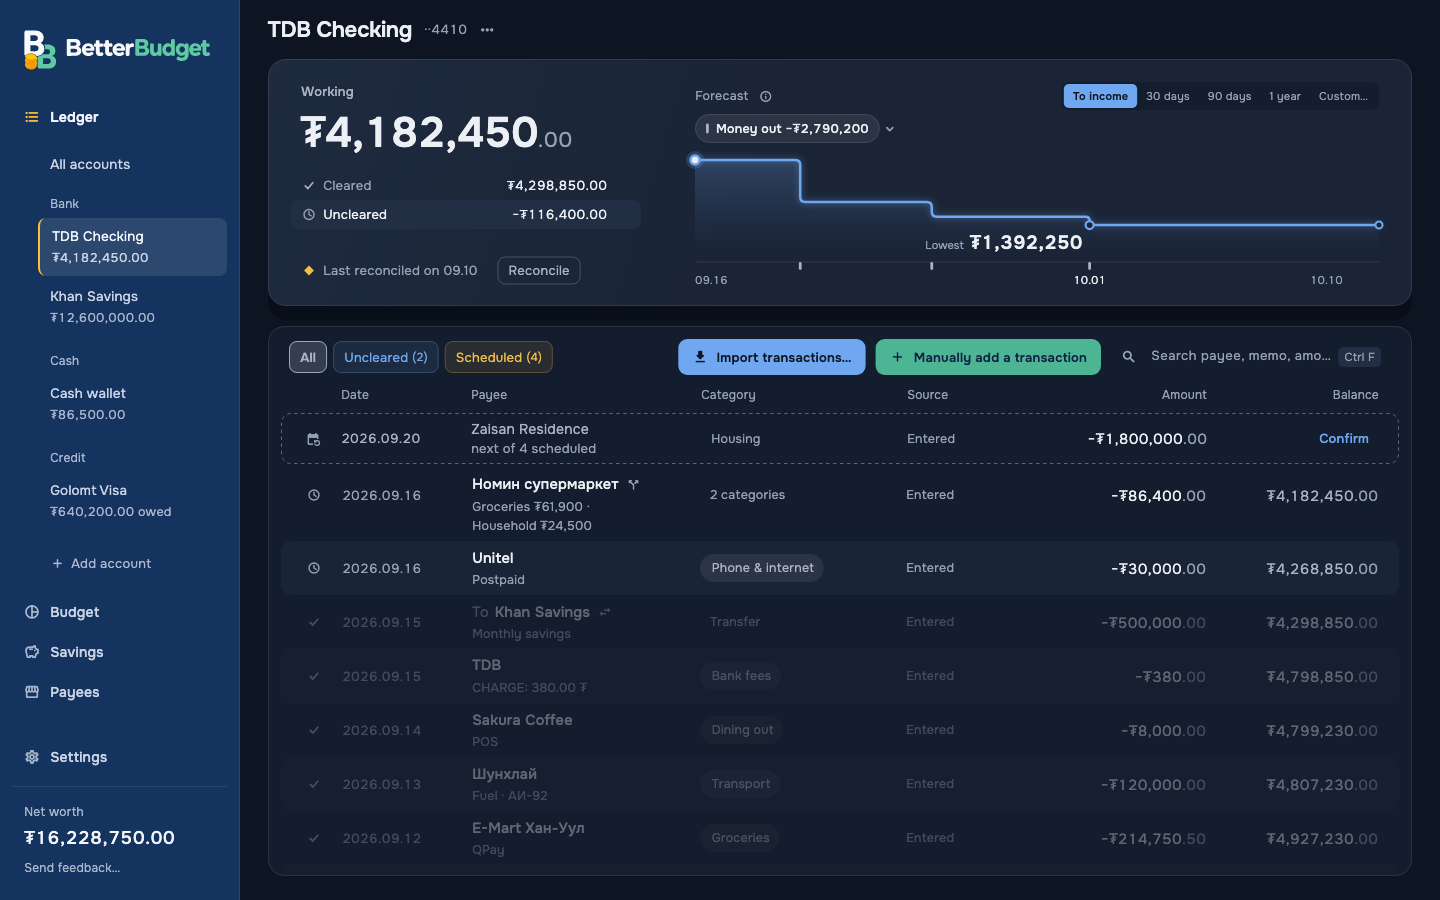 BetterBudget
Ledger
All accounts
Bank
TDB Checking
₮4,182,450.00
Khan Savings
₮12,600,000.00
Cash
Cash wallet
₮86,500.00
Credit
Golomt Visa
₮640,200.00 owed
+ Add account
Budget
Savings
Payees
Settings
Net worth
₮16,228,750.00
Send feedback...
TDB Checking ··4410 •••
Working
₮4,182,450.00
Cleared ₮4,298,850.00
Uncleared −₮116,400.00
Last reconciled on 09.10 Reconcile
Forecast To income 30 days 90 days 1 year Custom...
Money out −₮2,790,200
Lowest ₮1,392,250
09.16 10.01 10.10
All Uncleared (2) Scheduled (4) Import transactions... + Manually add a transaction Search payee, memo, amo... Ctrl F
Date Payee Category Source Amount Balance
2026.09.20 Zaisan Residence Housing Entered −₮1,800,000.00 Confirm
next of 4 scheduled
2026.09.16 Номин супермаркет 2 categories Entered −₮86,400.00 ₮4,182,450.00
Groceries ₮61,900 ·
Household ₮24,500
2026.09.16 Unitel Phone & internet Entered −₮30,000.00 ₮4,268,850.00
Postpaid
2026.09.15 To Khan Savings Transfer Entered −₮500,000.00 ₮4,298,850.00
Monthly savings
2026.09.15 TDB Bank fees Entered −₮380.00 ₮4,798,850.00
CHARGE: 380.00 ₮
2026.09.14 Sakura Coffee Dining out Entered −₮8,000.00 ₮4,799,230.00
POS
2026.09.13 Шунхлай Transport Entered −₮120,000.00 ₮4,807,230.00
Fuel · АИ-92
2026.09.12 E-Mart Хан-Уул Groceries Entered −₮214,750.50 ₮4,927,230.00
QPay